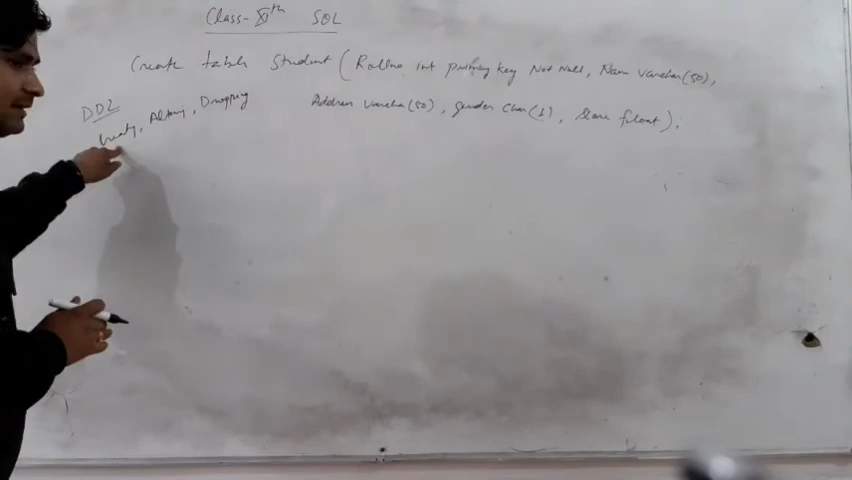 Class-XIth SQL
Create table Student (Rollno int primary key Not Null, Name varchar(50),
Address varchar(50), gender char(1), Score float);
DDL
Creating, Altering, Dropping